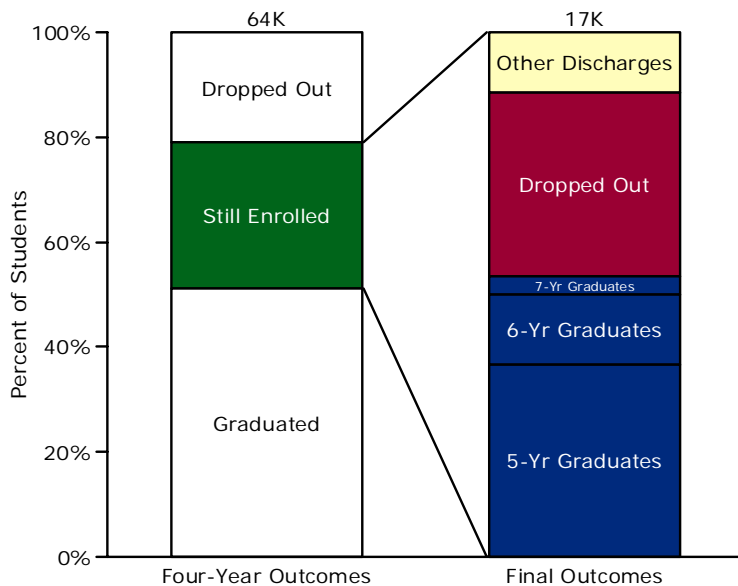 64K
17K
100%
80%
60%
40%
20%
0%
Percent of Students
Dropped Out
Still Enrolled
Graduated
Other Discharges
Dropped Out
7-Yr Graduates
6-Yr Graduates
5-Yr Graduates
Four-Year Outcomes
Final Outcomes